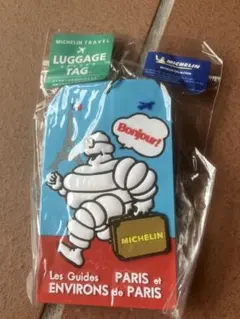 MICHELIN TRAVEL
LUGGAGE
TAG
MICHELIN
Bonjour!
MICHELIN
Les Guides PARIS et
ENVIRONS de PARIS